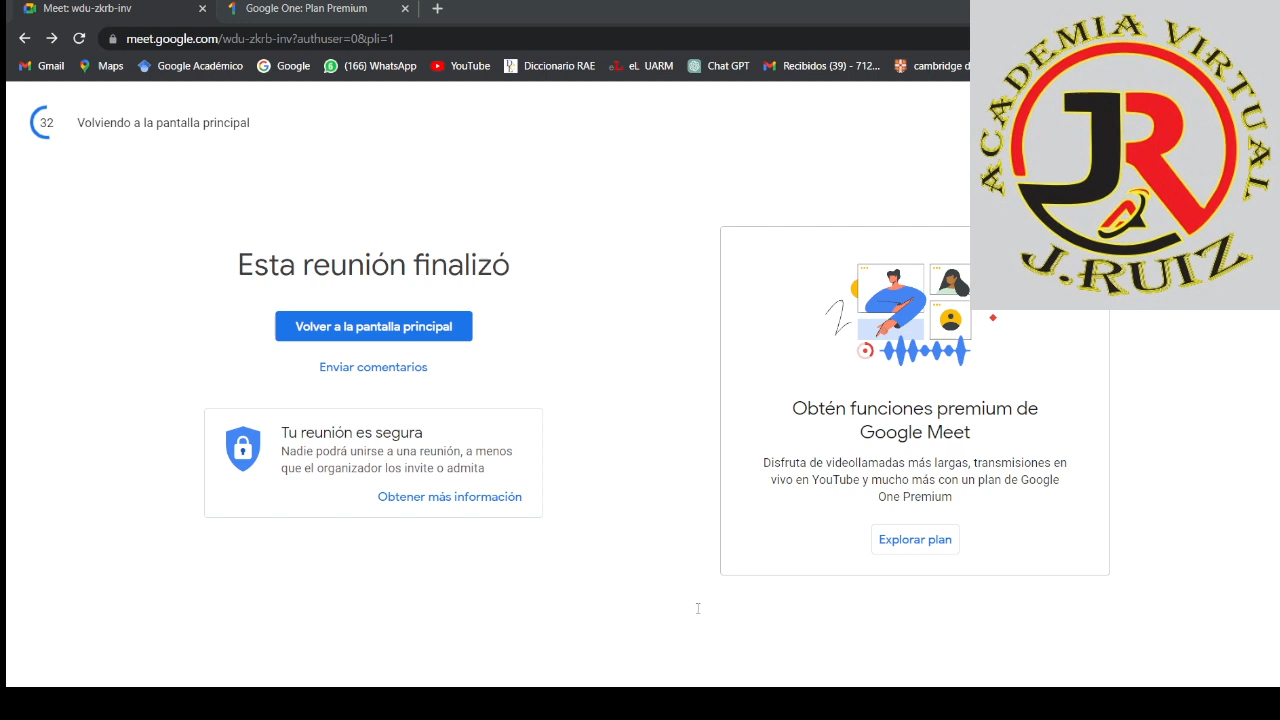 Meet: wdu-zkrb-inv
Google One: Plan Premium
meet.google.com/wdu-zkrb-inv?authuser=0&pli=1
Gmail
Maps
Google Académico
Google
(166) WhatsApp
YouTube
Diccionario RAE
eL UARM
Chat GPT
Recibidos (39) - 712...
cambridge d
ACADEMIA VIRTUAL
JR
J.RUIZ
32
Volviendo a la pantalla principal
Esta reunión finalizó
Volver a la pantalla principal
Enviar comentarios
Tu reunión es segura
Nadie podrá unirse a una reunión, a menos
que el organizador los invite o admita
Obtener más información
Obtén funciones premium de
Google Meet
Disfruta de videollamadas más largas, transmisiones en
vivo en YouTube y mucho más con un plan de Google
One Premium
Explorar plan